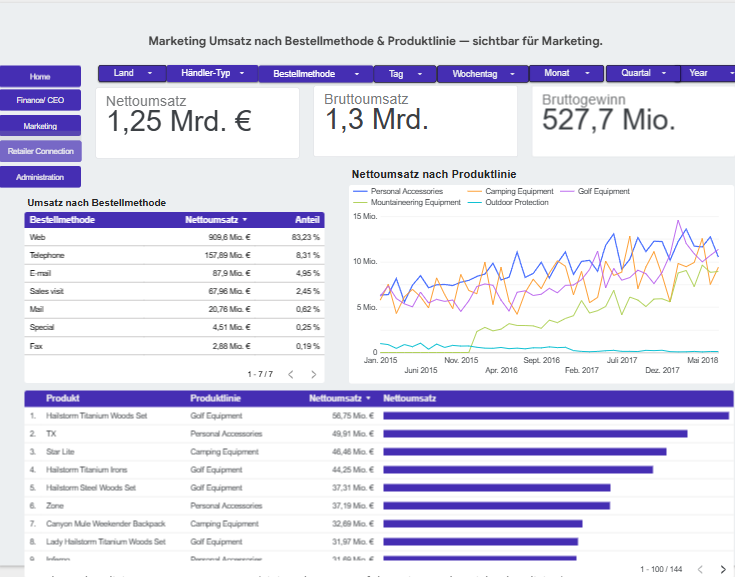 Marketing Umsatz nach Bestellmethode & Produktlinie — sichtbar für Marketing.
Home
Finance/ CEO
Marketing
Retailer Connection
Administration
Land Händler-Typ Bestellmethode Tag Wochentag Monat Quartal Year
Nettoumsatz
1,25 Mrd. €
Bruttoumsatz
1,3 Mrd.
Bruttogewinn
527,7 Mio.
Umsatz nach Bestellmethode
Bestellmethode Nettoumsatz Anteil
Web 909,6 Mio. € 83,23 %
Telephone 157,89 Mio. € 8,31 %
E-mail 87,9 Mio. € 4,95 %
Sales visit 67,96 Mio. € 2,45 %
Mail 20,76 Mio. € 0,62 %
Special 4,51 Mio. € 0,25 %
Fax 2,88 Mio. € 0,19 %
1 - 7 / 7
Nettoumsatz nach Produktlinie
Personal Accessories Camping Equipment Golf Equipment
Mountaineering Equipment Outdoor Protection
15 Mio.
10 Mio.
5 Mio.
0
Jan. 2015 Nov. 2015 Sept. 2016 Juli 2017 Mai 2018
Juni 2015 Apr. 2016 Feb. 2017 Dez. 2017
Produkt Produktlinie Nettoumsatz Nettoumsatz
1. Hailstorm Titanium Woods Set Golf Equipment 56,75 Mio. €
2. TX Personal Accessories 49,91 Mio. €
3. Star Lite Camping Equipment 46,46 Mio. €
4. Hailstorm Titanium Irons Golf Equipment 44,25 Mio. €
5. Hailstorm Steel Woods Set Golf Equipment 37,31 Mio. €
6. Zone Personal Accessories 37,19 Mio. €
7. Canyon Mule Weekender Backpack Camping Equipment 32,69 Mio. €
8. Lady Hailstorm Titanium Woods Set Golf Equipment 31,97 Mio. €
9. Inferno Personal Accessories 31,69 Mio. €
1 - 100 / 144